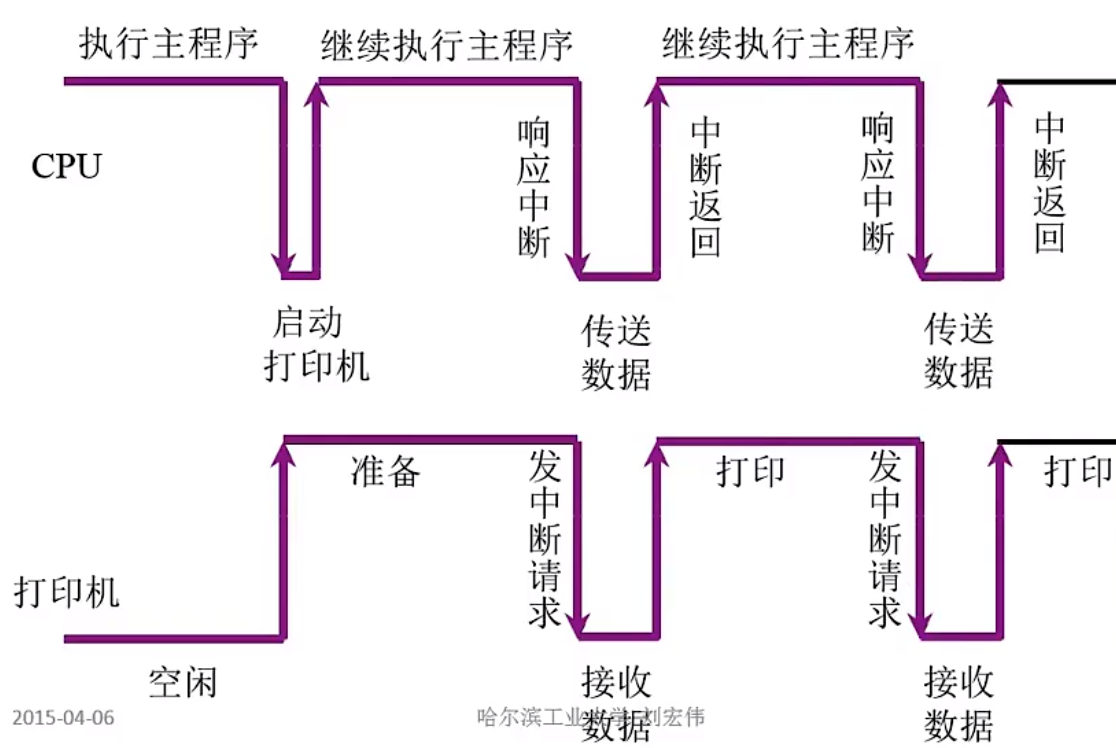 执行主程序
继续执行主程序
继续执行主程序
CPU
响应中断
中断返回
响应中断
中断返回
启动
打印机
传送
数据
传送
数据
准备
发中断请求
打印
发中断请求
打印
打印机
空闲
接收
数据
接收
数据
2015-04-06
哈尔滨工业大学 刘宏伟